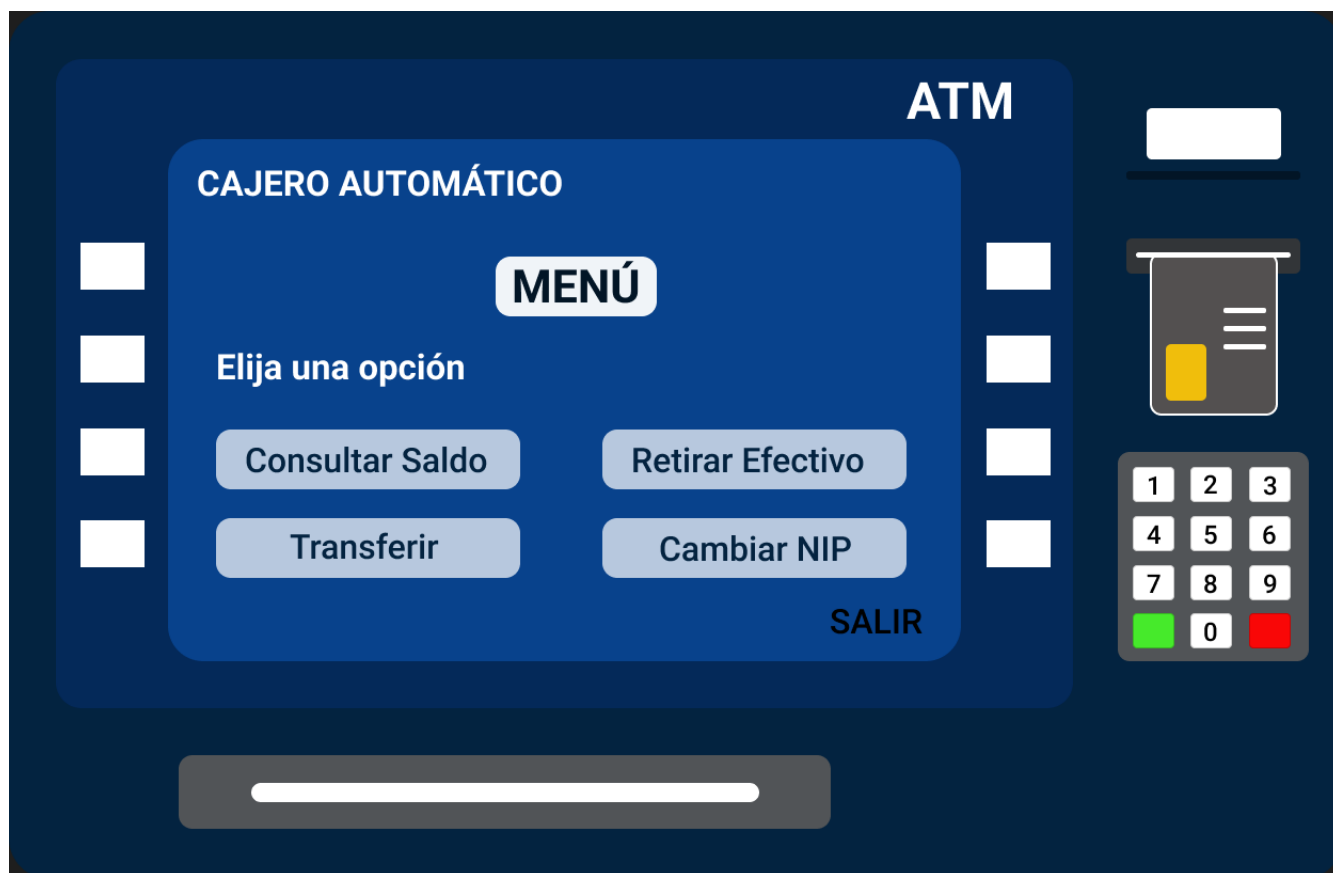 ATM
CAJERO AUTOMÁTICO
MENÚ
Elija una opción
Consultar Saldo Retirar Efectivo
Transferir Cambiar NIP
SALIR
1 2 3
4 5 6
7 8 9
0